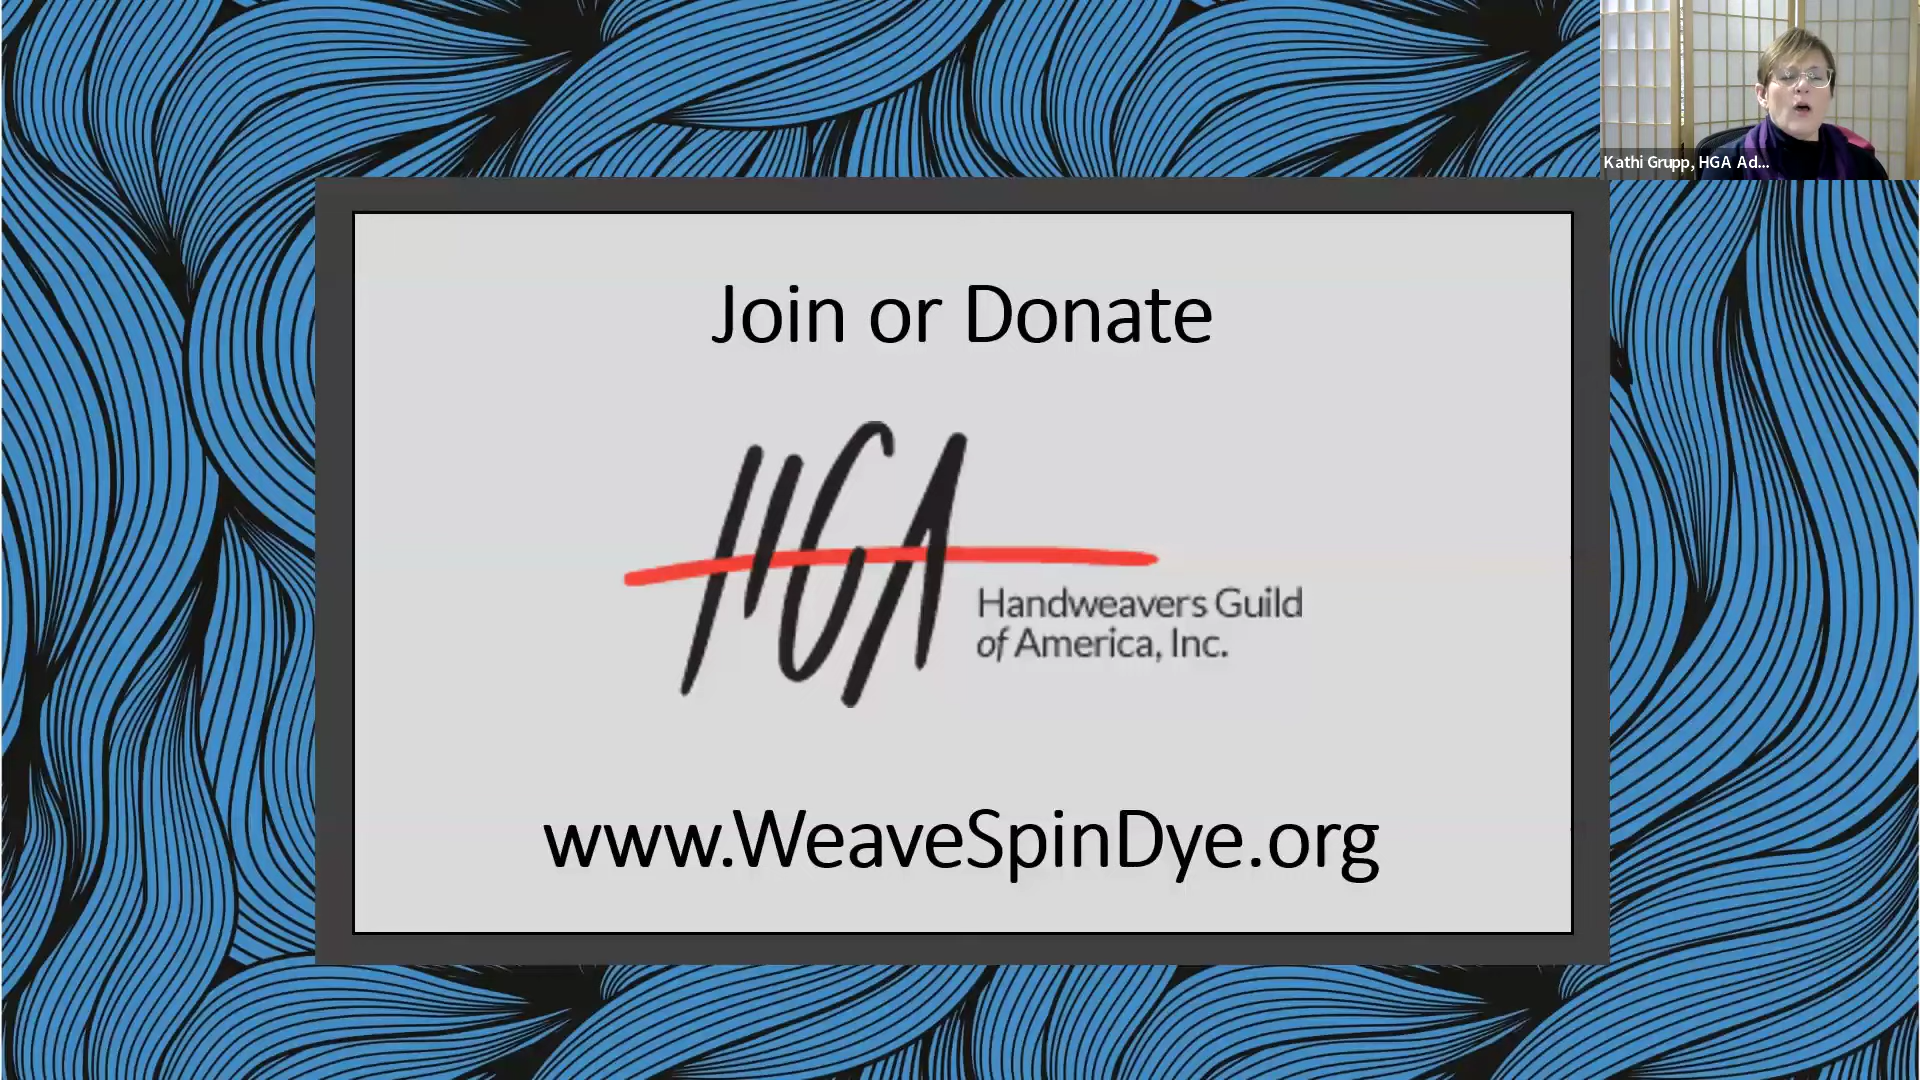 Kathi Grupp, HGA Ad...
Join or Donate
HGA
Handweavers Guild
of America, Inc.
www.WeaveSpinDye.org